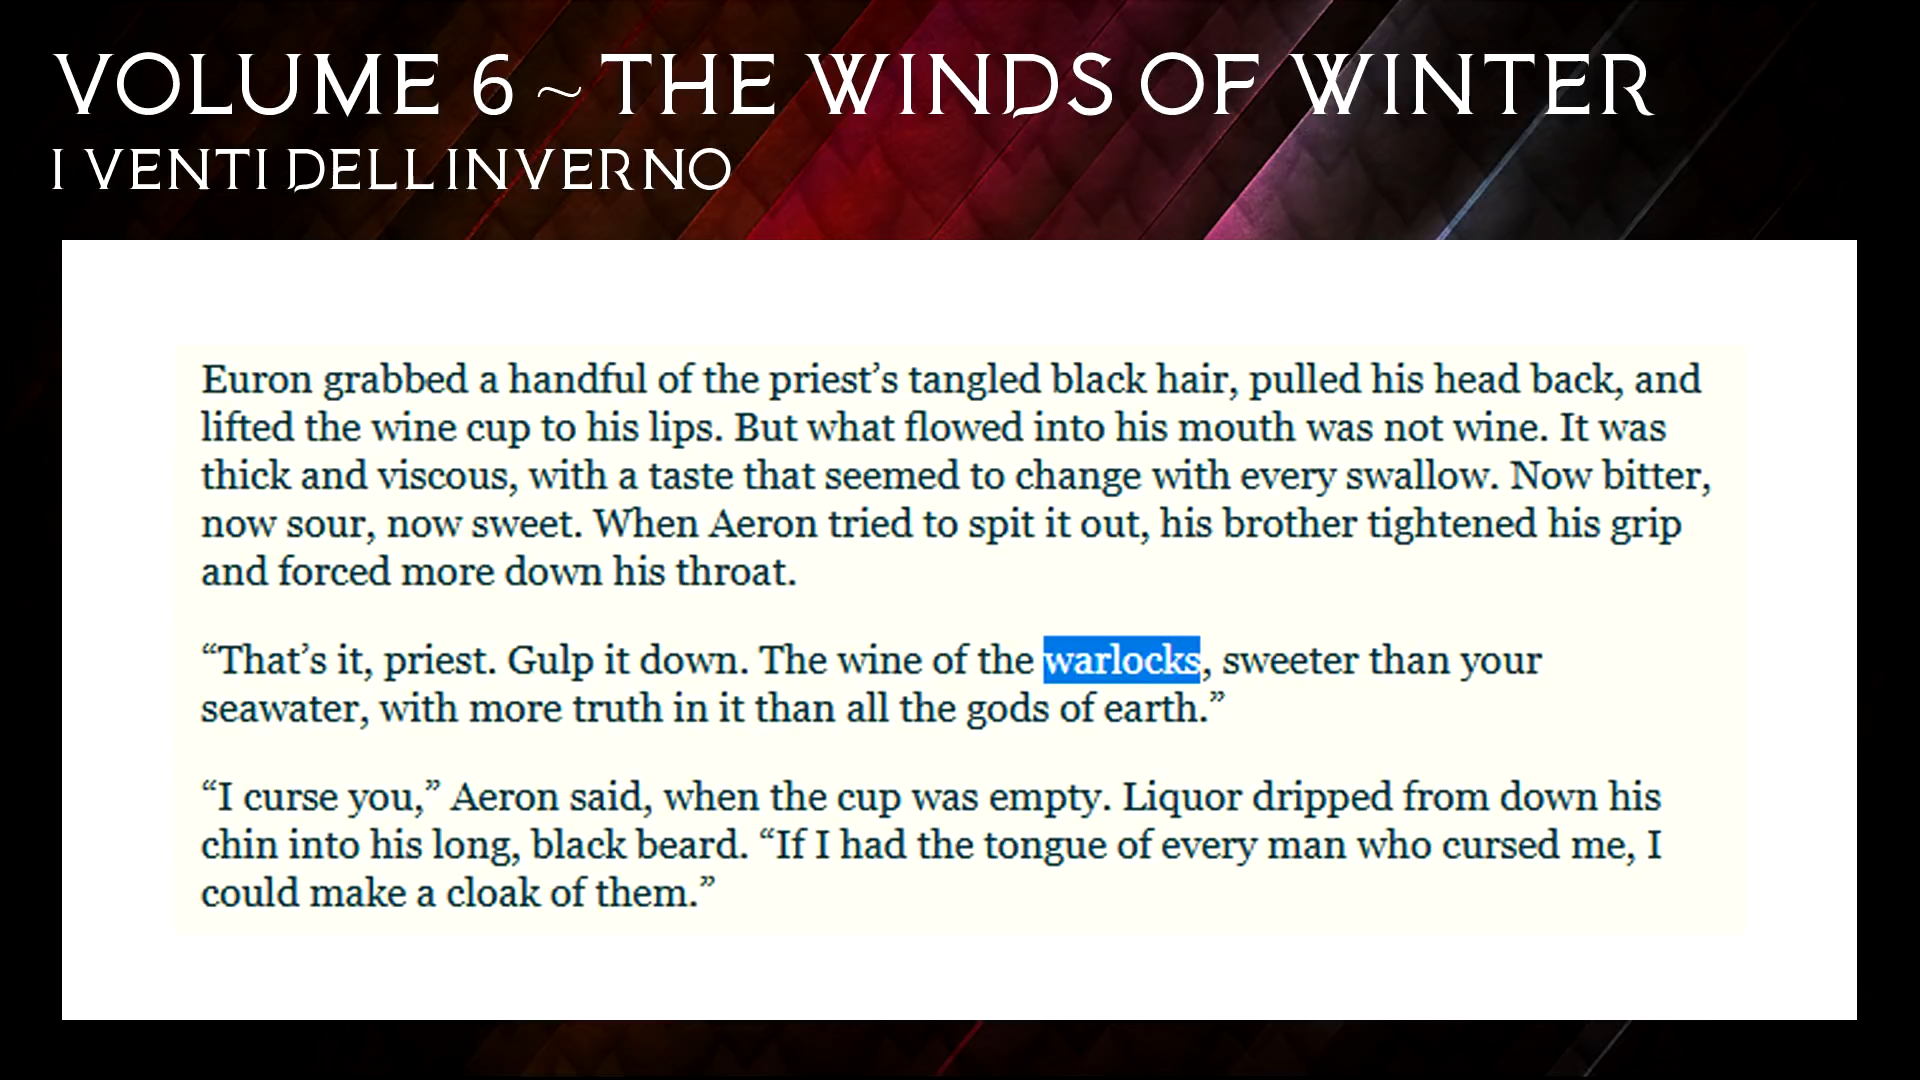 VOLUME 6 ~ THE WINDS OF WINTER
I VENTI DELL INVERNO
Euron grabbed a handful of the priest’s tangled black hair, pulled his head back, and
lifted the wine cup to his lips. But what flowed into his mouth was not wine. It was
thick and viscous, with a taste that seemed to change with every swallow. Now bitter,
now sour, now sweet. When Aeron tried to spit it out, his brother tightened his grip
and forced more down his throat.
“That’s it, priest. Gulp it down. The wine of the warlocks, sweeter than your
seawater, with more truth in it than all the gods of earth.”
“I curse you,” Aeron said, when the cup was empty. Liquor dripped from down his
chin into his long, black beard. “If I had the tongue of every man who cursed me, I
could make a cloak of them.”